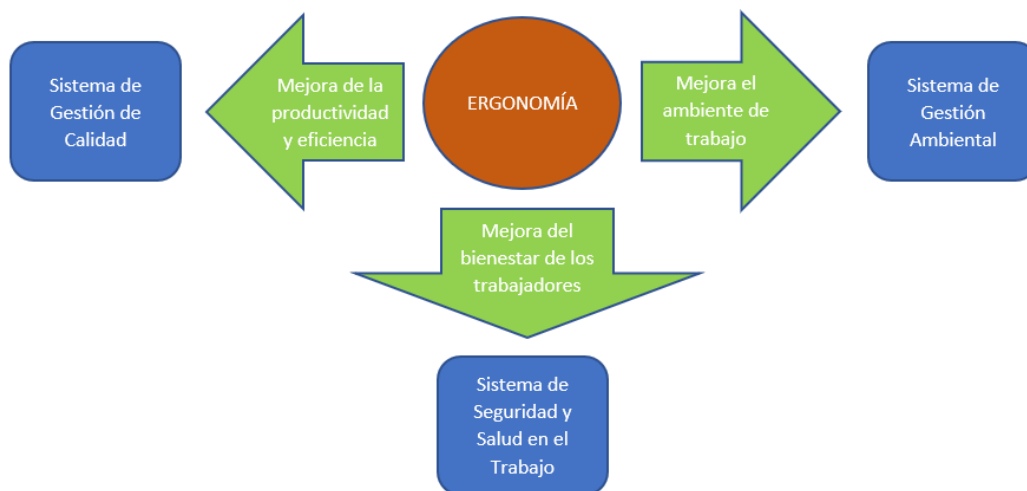 Sistema de
Gestión de
Calidad
Mejora de la
productividad
y eficiencia
ERGONOMÍA
Mejora el
ambiente de
trabajo
Sistema de
Gestión
Ambiental
Mejora del
bienestar de los
trabajadores
Sistema de
Seguridad y
Salud en el
Trabajo